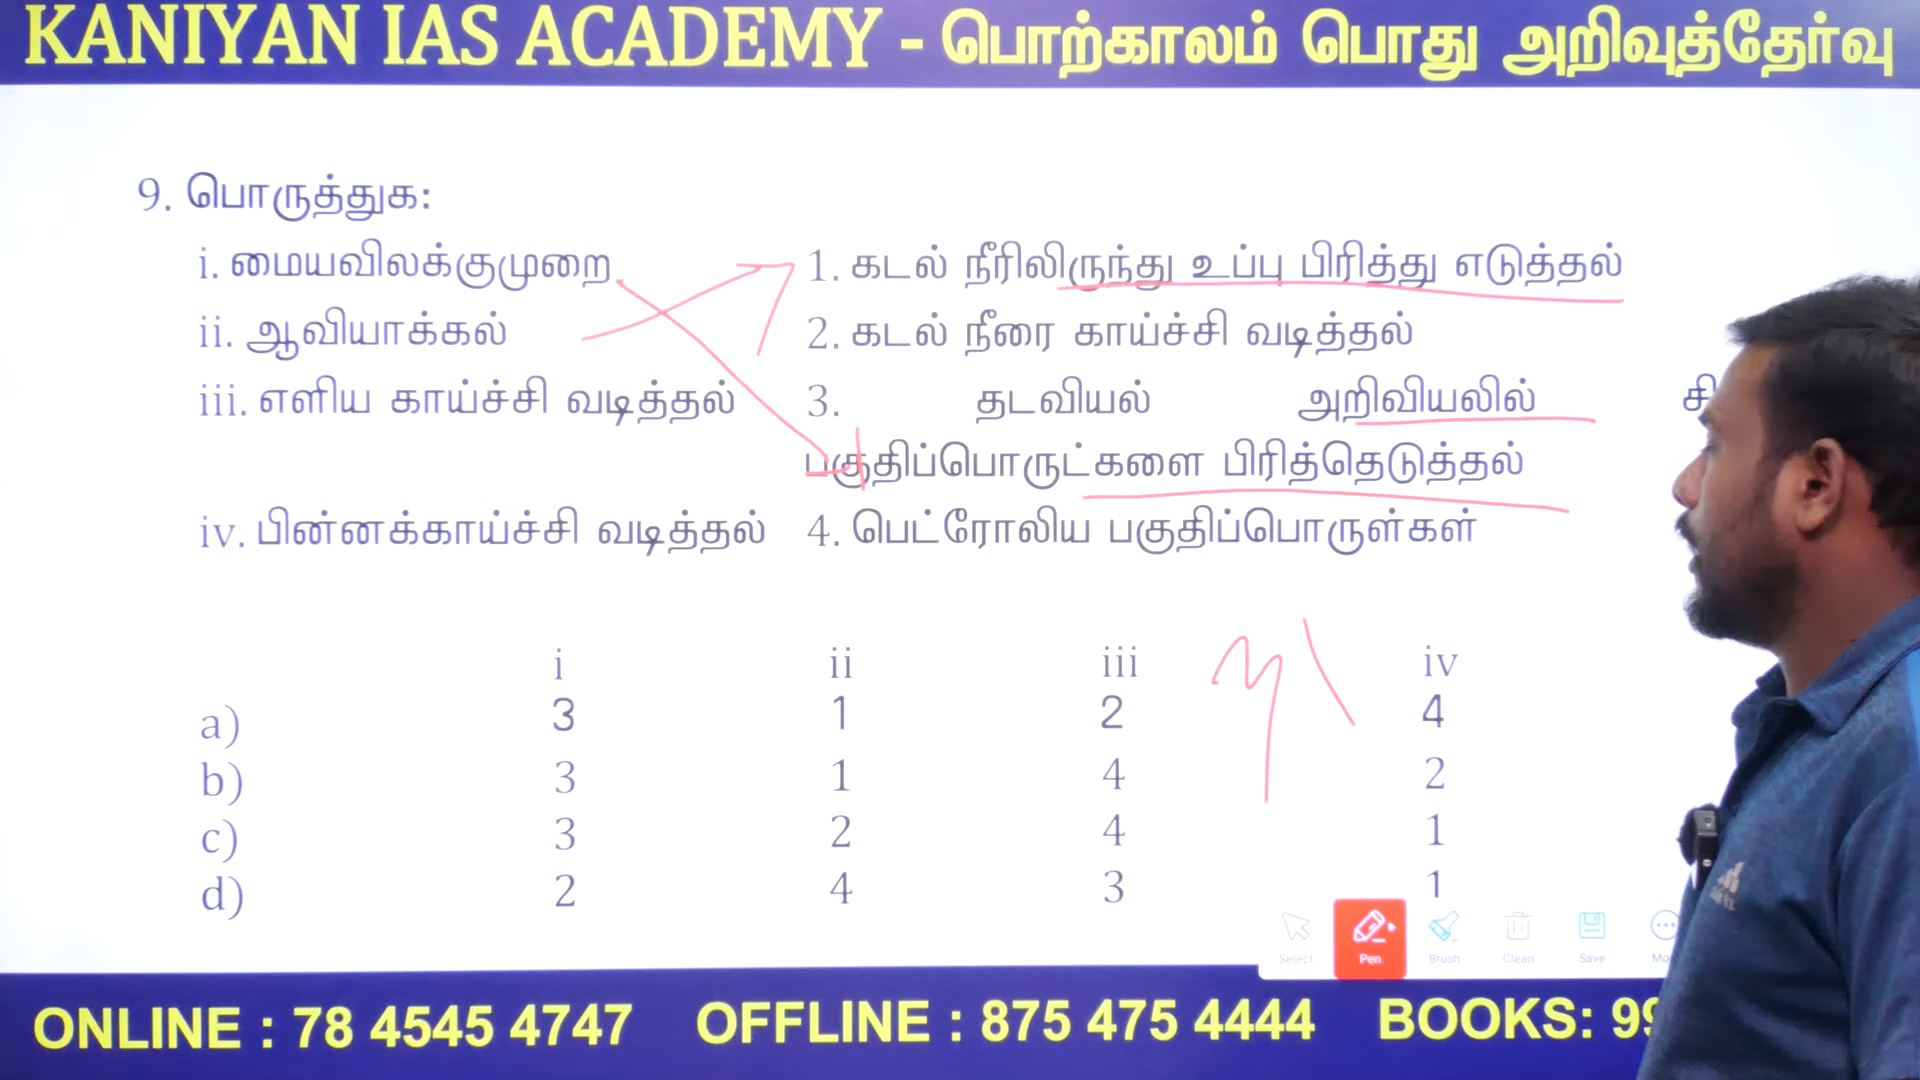 KANIYAN IAS ACADEMY - பொற்காலம் பொது அறிவுத்தேர்வு
9. பொருத்துக:
i. மையவிலக்குமுறை 1. கடல் நீரிலிருந்து உப்பு பிரித்து எடுத்தல்
ii. ஆவியாக்கல் 2. கடல் நீரை காய்ச்சி வடித்தல்
iii. எளிய காய்ச்சி வடித்தல் 3. தடவியல் அறிவியலில்
பகுதிப்பொருட்களை பிரித்தெடுத்தல்
iv. பின்னக்காய்ச்சி வடித்தல் 4. பெட்ரோலிய பகுதிப்பொருள்கள்
i ii iii iv
a) 3 1 2 4
b) 3 1 4 2
c) 3 2 4 1
d) 2 4 3 1
Select Pen Brush Clean Save
ONLINE : 78 4545 4747 OFFLINE : 875 475 4444 BOOKS: